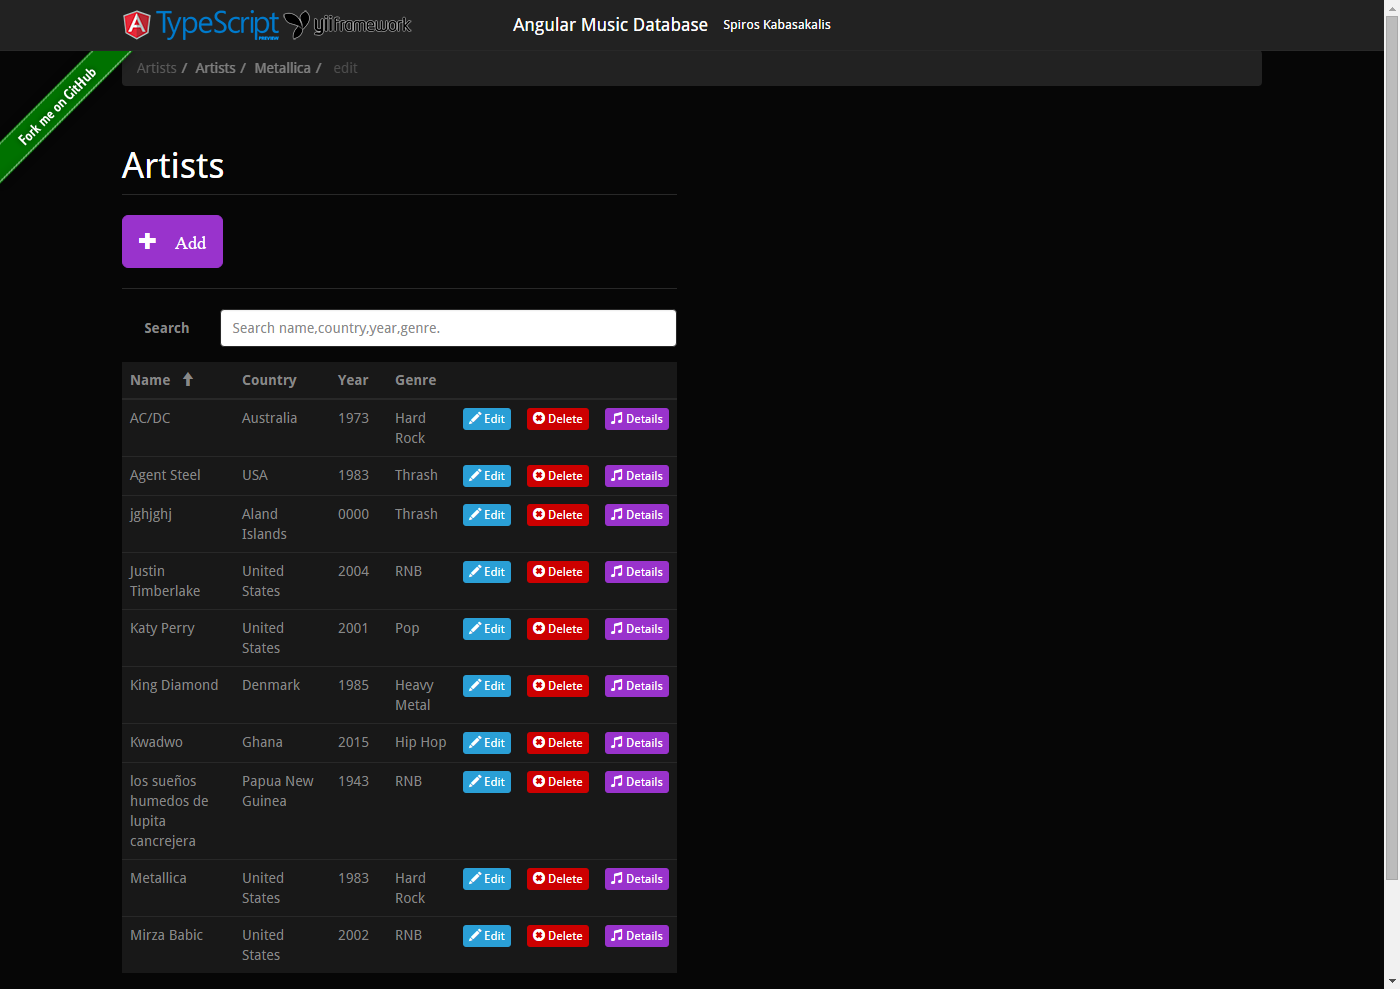 TypeScript PREVIEW yiiframework Angular Music Database Spiros Kabasakalis
Fork me on GitHub
Artists / Artists / Metallica / edit
Artists
Add
Search Search name,country,year,genre.
Name Country Year Genre
AC/DC Australia 1973 Hard Rock Edit Delete Details
Agent Steel USA 1983 Thrash Edit Delete Details
jghjghj Aland Islands 0000 Thrash Edit Delete Details
Justin Timberlake United States 2004 RNB Edit Delete Details
Katy Perry United States 2001 Pop Edit Delete Details
King Diamond Denmark 1985 Heavy Metal Edit Delete Details
Kwadwo Ghana 2015 Hip Hop Edit Delete Details
los sueños humedos de lupita cancrejera Papua New Guinea 1943 RNB Edit Delete Details
Metallica United States 1983 Hard Rock Edit Delete Details
Mirza Babic United States 2002 RNB Edit Delete Details